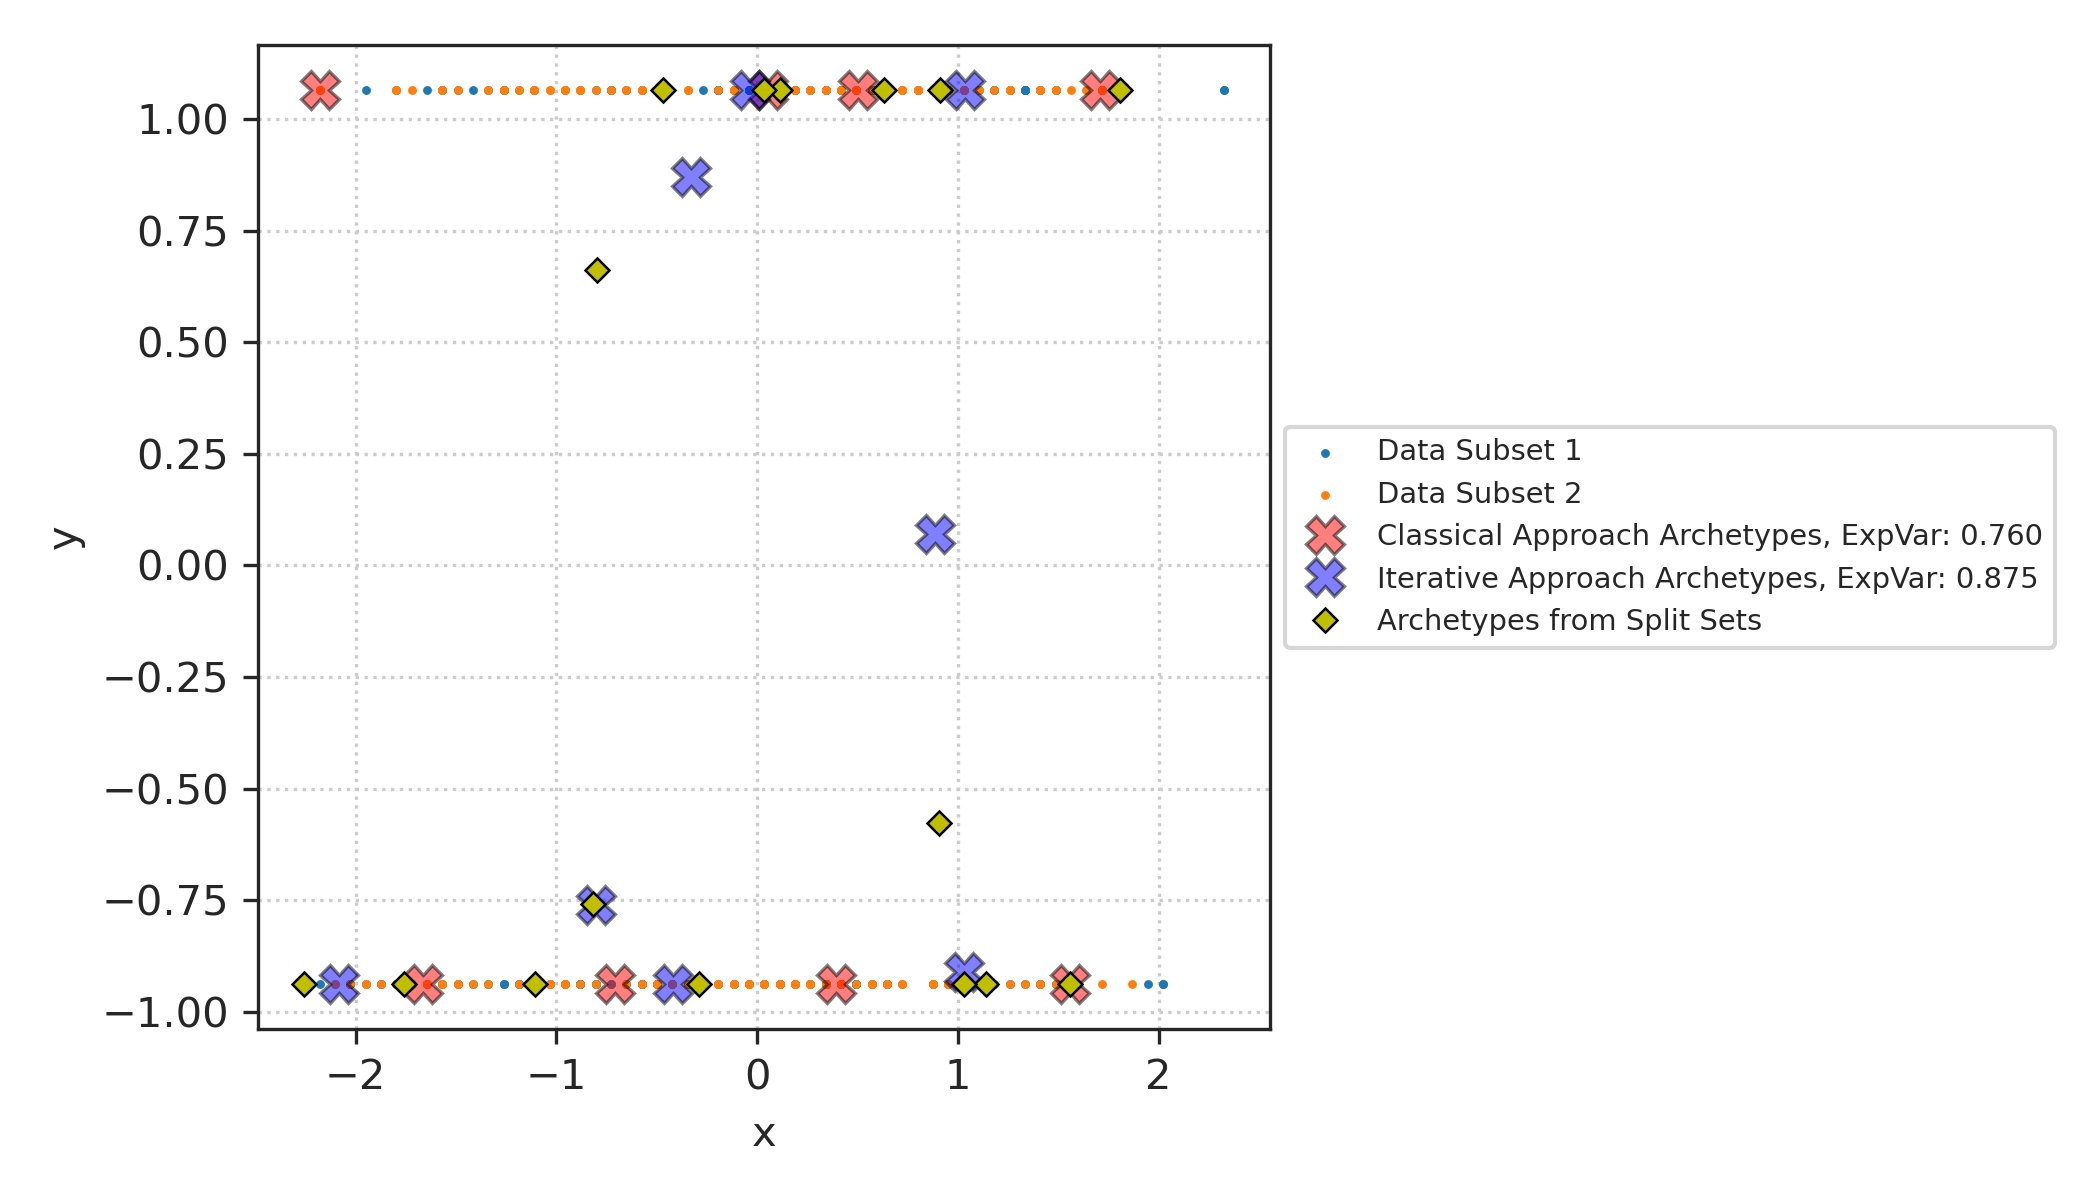 1.00
0.75
0.50
0.25
0.00
−0.25
−0.50
−0.75
−1.00
y
−2
−1
0
1
2
x
Data Subset 1
Data Subset 2
Classical Approach Archetypes, ExpVar: 0.760
Iterative Approach Archetypes, ExpVar: 0.875
Archetypes from Split Sets